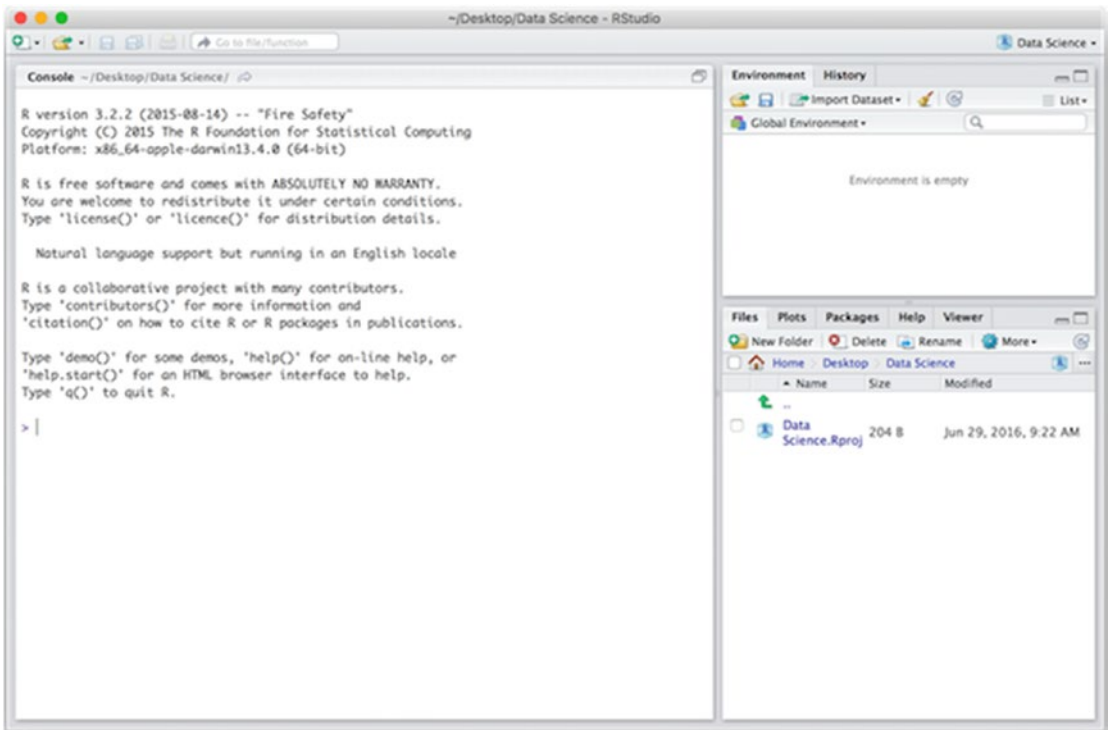 ~/Desktop/Data Science - RStudio
Go to file/function
Data Science
Console ~/Desktop/Data Science/
R version 3.2.2 (2015-08-14) -- "Fire Safety"
Copyright (C) 2015 The R Foundation for Statistical Computing
Platform: x86_64-apple-darwin13.4.0 (64-bit)
R is free software and comes with ABSOLUTELY NO WARRANTY.
You are welcome to redistribute it under certain conditions.
Type 'license()' or 'licence()' for distribution details.
Natural language support but running in an English locale
R is a collaborative project with many contributors.
Type 'contributors()' for more information and
'citation()' on how to cite R or R packages in publications.
Type 'demo()' for some demos, 'help()' for on-line help, or
'help.start()' for an HTML browser interface to help.
Type 'q()' to quit R.
>
Environment History
Import Dataset List
Global Environment
Environment is empty
Files Plots Packages Help Viewer
New Folder Delete Rename More
Home Desktop Data Science
Name Size Modified
..
Data
Science.Rproj 204 B Jun 29, 2016, 9:22 AM